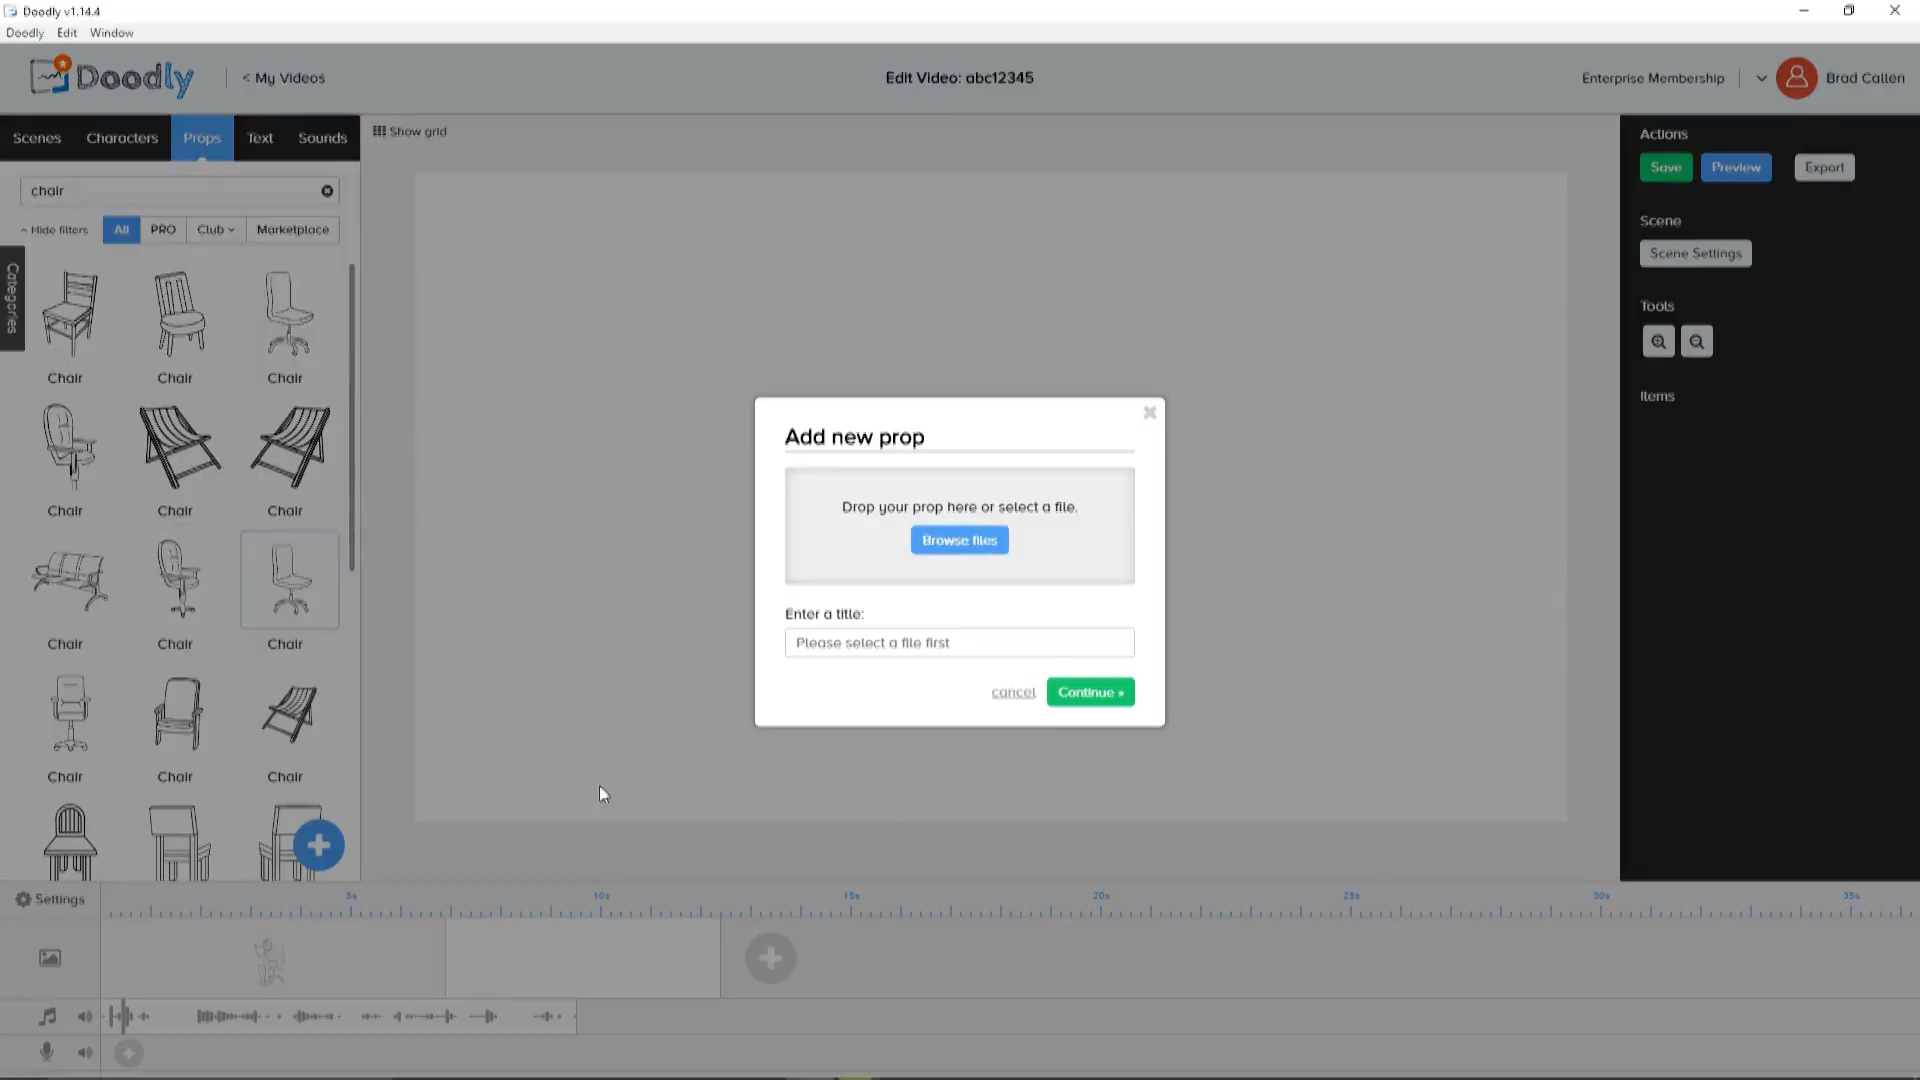 Doodly v1.14.4
Doodly Edit Window
Doodly < My Videos Edit Video: abc12345 Enterprise Membership Brad Callen
Scenes Characters Props Text Sounds
Show grid
chair
Hide filters All PRO Club Marketplace
Categories
Chair Chair Chair
Chair Chair Chair
Chair Chair Chair
Chair Chair Chair
Add new prop
Drop your prop here or select a file.
Browse files
Enter a title:
Please select a file first
cancel Continue »
Actions
Save Preview Export
Scene
Scene Settings
Tools
Items
Settings
5s 10s 15s 20s 25s 30s 35s